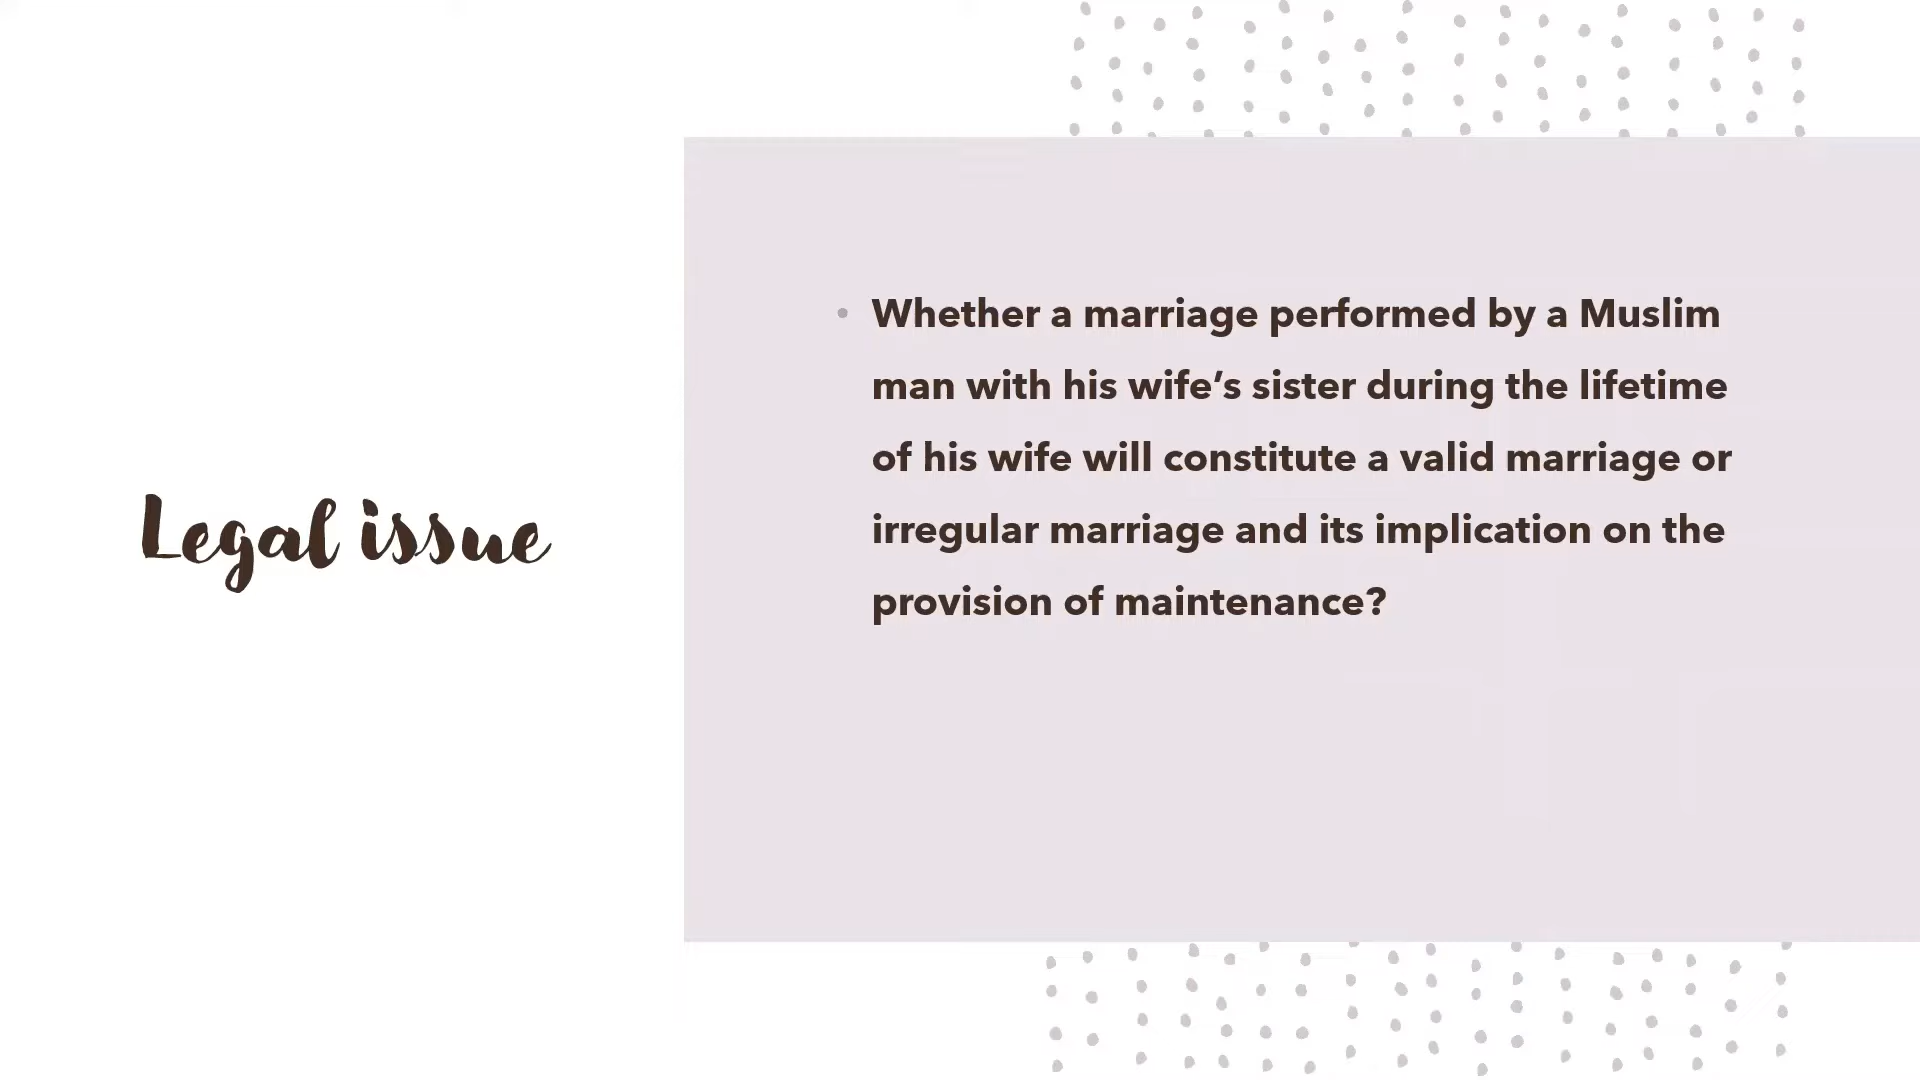 Legal issue
• Whether a marriage performed by a Muslim
man with his wife’s sister during the lifetime
of his wife will constitute a valid marriage or
irregular marriage and its implication on the
provision of maintenance?